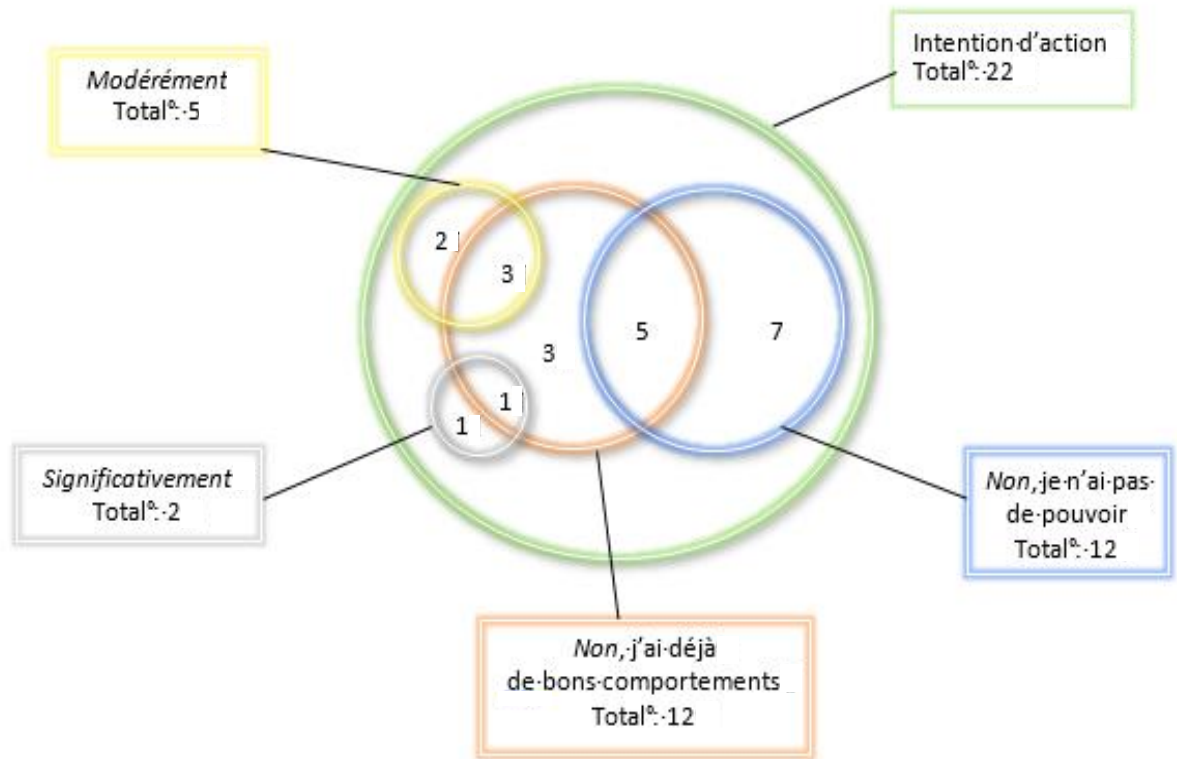 Intention·d'action
Total°:·22
Modérément
Total°:·5
2
3
3
5
7
1
1
Significativement
Total°:·2
Non,·je·n'ai·pas·
de·pouvoir
Total°:·12
Non,·j'ai·déjà
de·bons·comportements
Total°:·12